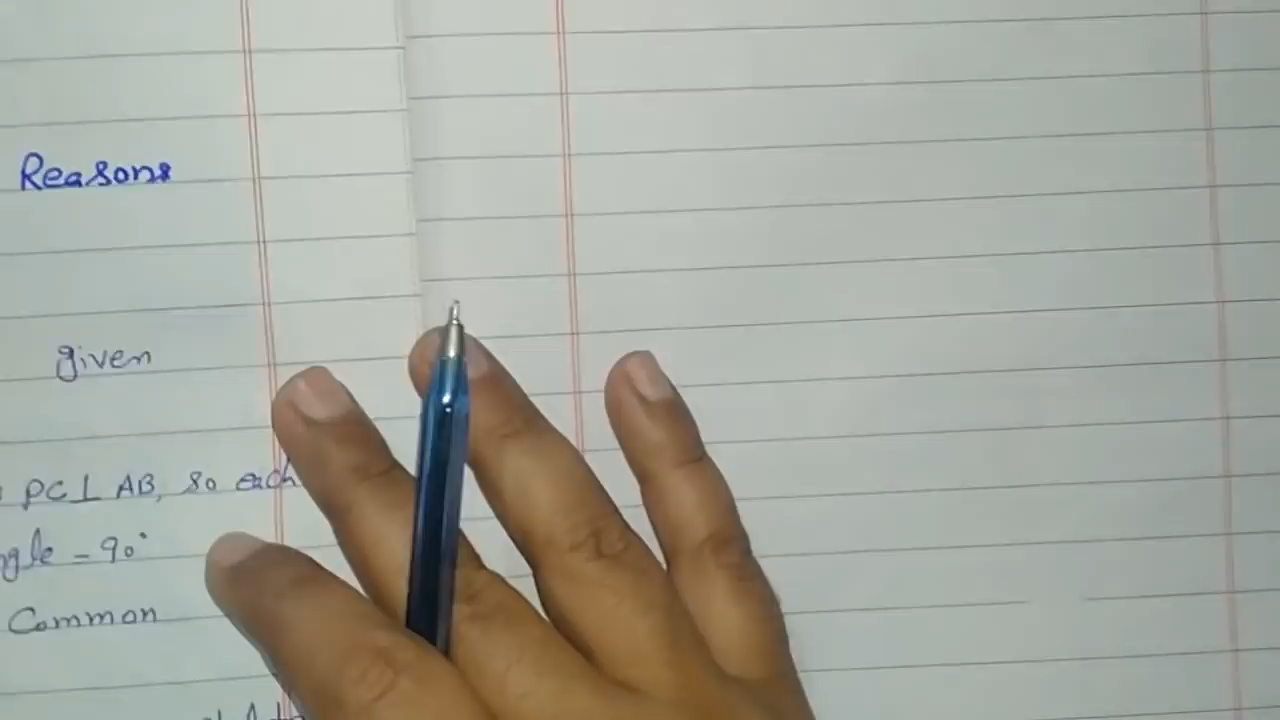 Reasons
given
PC⊥ AB, so each
gle = 90°
Common